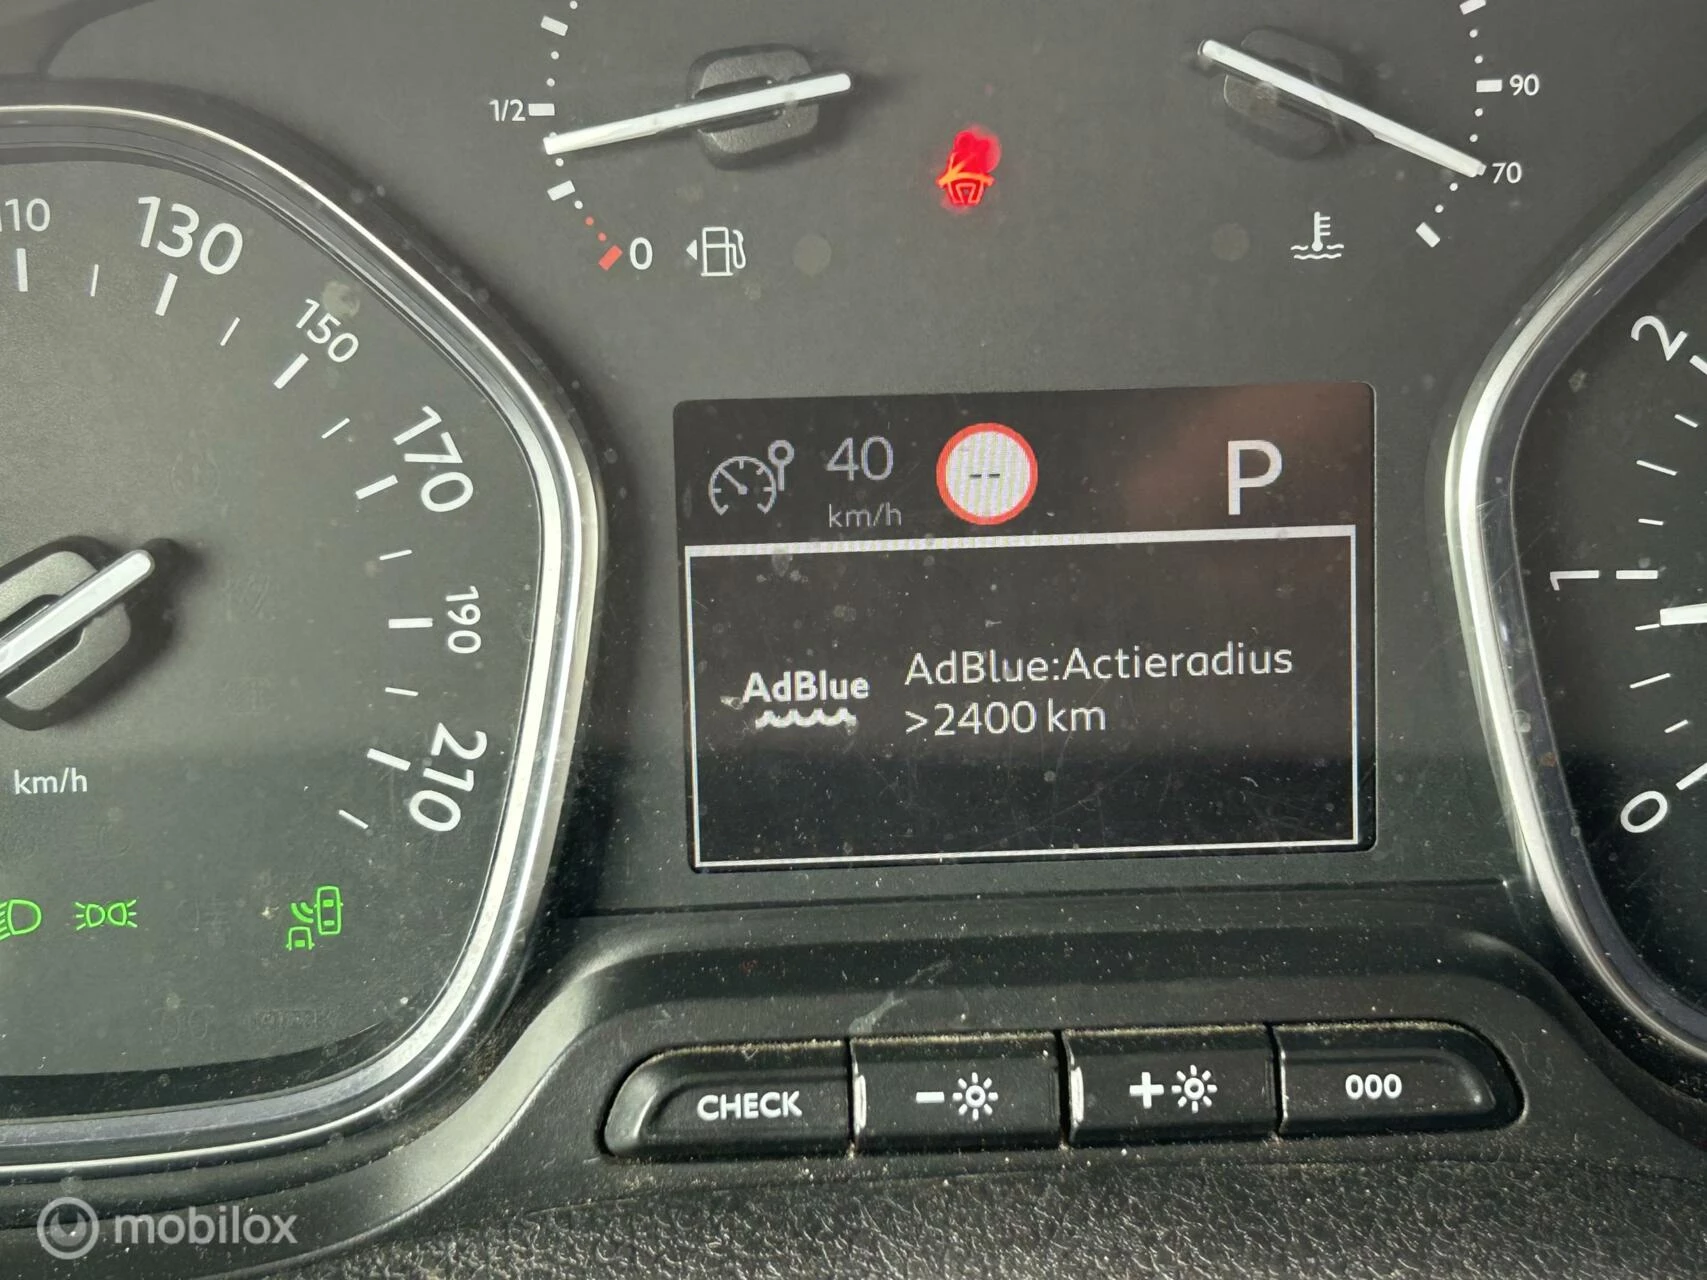 1/2
90
70
0
110
130
150
170
190
210
km/h
40
km/h
--
P
AdBlue
AdBlue:Actieradius
>2400 km
2
1
0
CHECK
-
+
000
mobilox